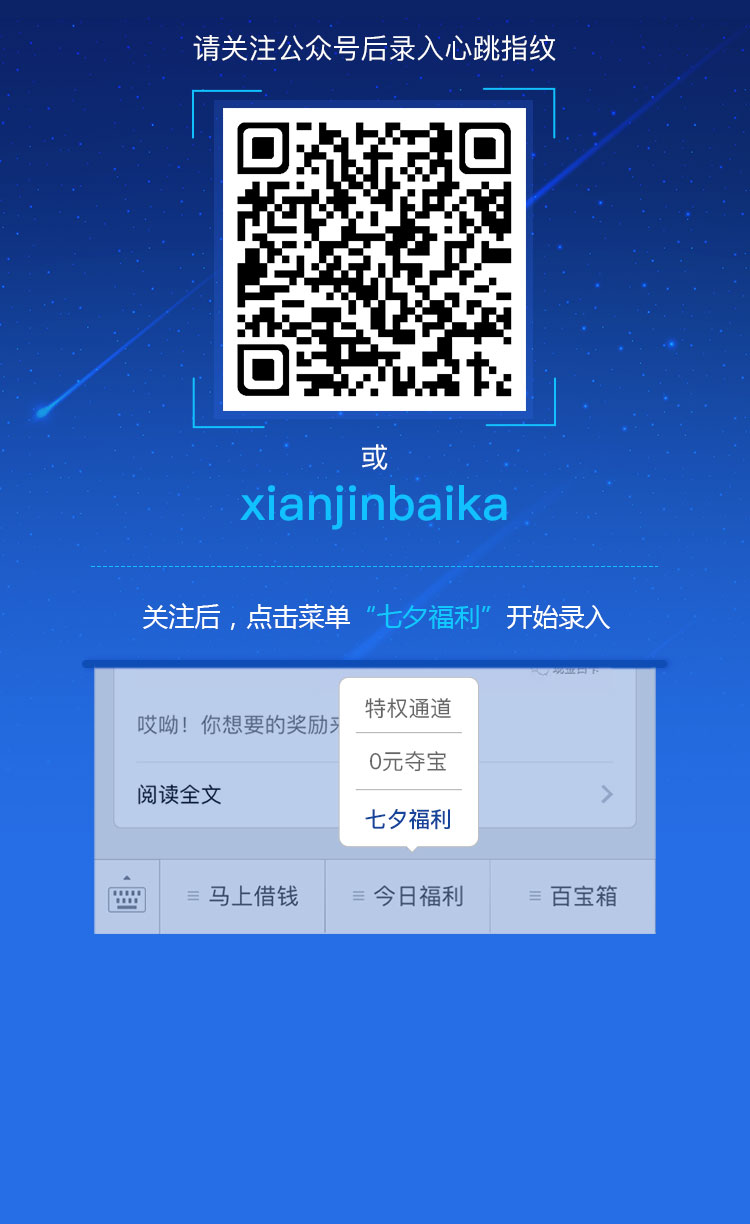 请关注公众号后录入心跳指纹
或
xianjinbaika
关注后，点击菜单“七夕福利”开始录入
特权通道
哎呦！你想要的奖励来
0元夺宝
阅读全文
七夕福利
马上借钱
今日福利
百宝箱